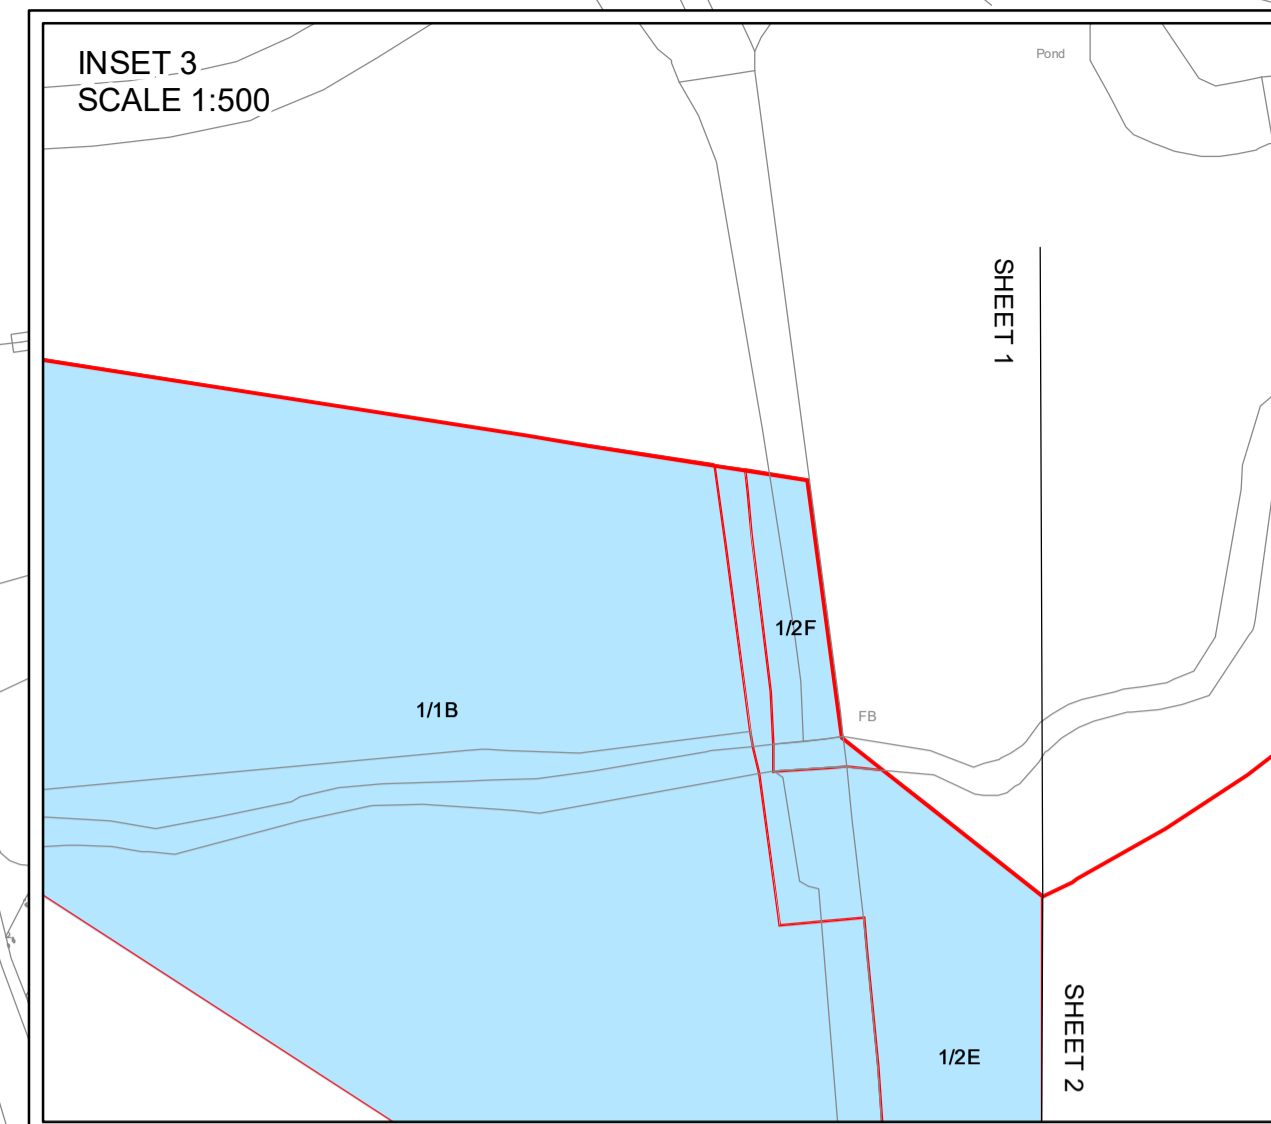 INSET 3
SCALE 1:500
Pond
SHEET 1
1/2F
1/1B
FB
SHEET 2
1/2E